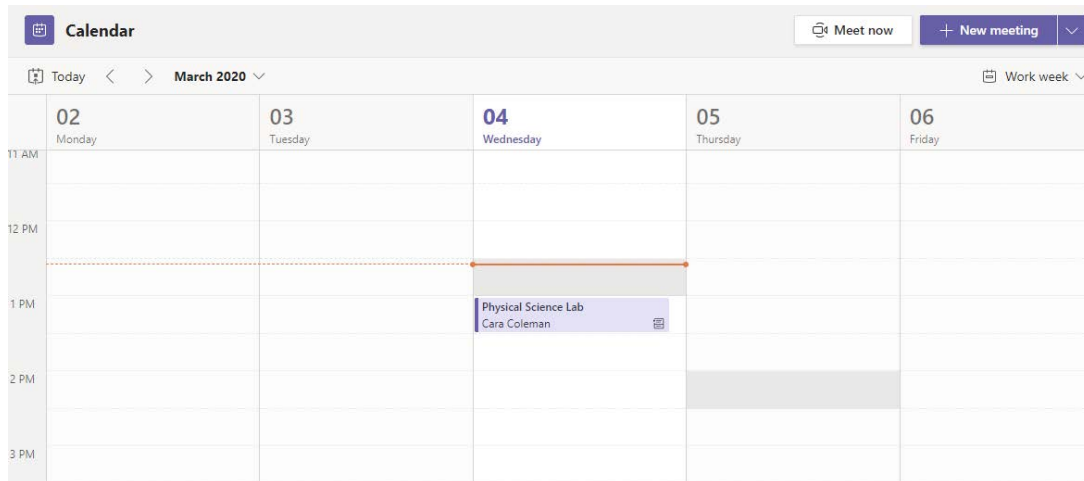 Calendar
Meet now
New meeting
Today
March 2020
Work week
02
Monday
03
Tuesday
04
Wednesday
05
Thursday
06
Friday
11 AM
12 PM
1 PM
Physical Science Lab
Cara Coleman
2 PM
3 PM